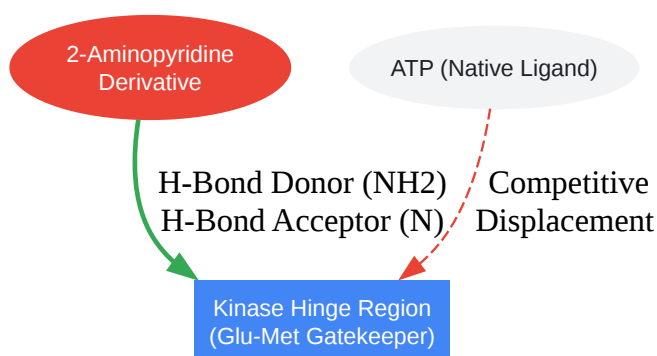 2-Aminopyridine
Derivative
ATP (Native Ligand)
H-Bond Donor (NH2)
H-Bond Acceptor (N)
Competitive
Displacement
Kinase Hinge Region
(Glu-Met Gatekeeper)